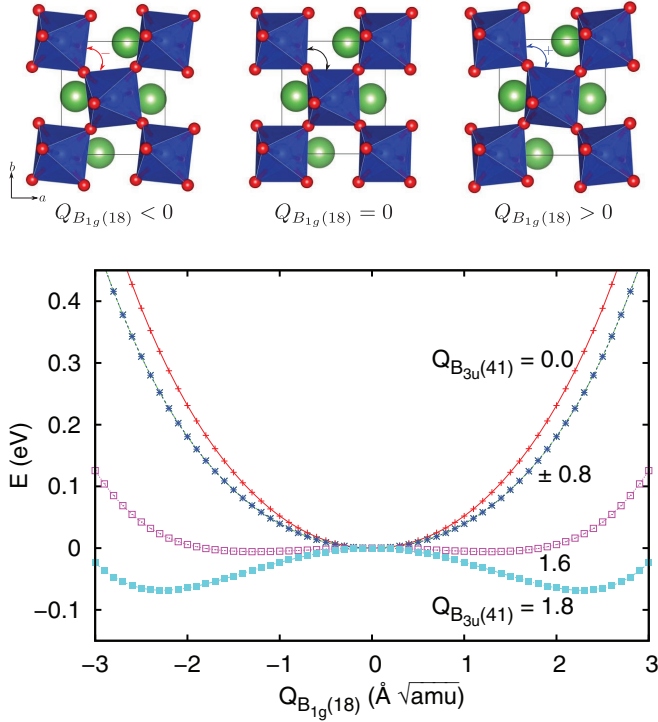 − + 
b
a
Q_{B_{1g}(18)} < 0 Q_{B_{1g}(18)} = 0 Q_{B_{1g}(18)} > 0
0.4
Q_{B_{3u}(41)} = 0.0
0.3
E (eV)
0.2
± 0.8
0.1
0
1.6
Q_{B_{3u}(41)} = 1.8
−0.1
−3 −2 −1 0 1 2 3
Q_{B_{1g}(18)} (Å √amu)